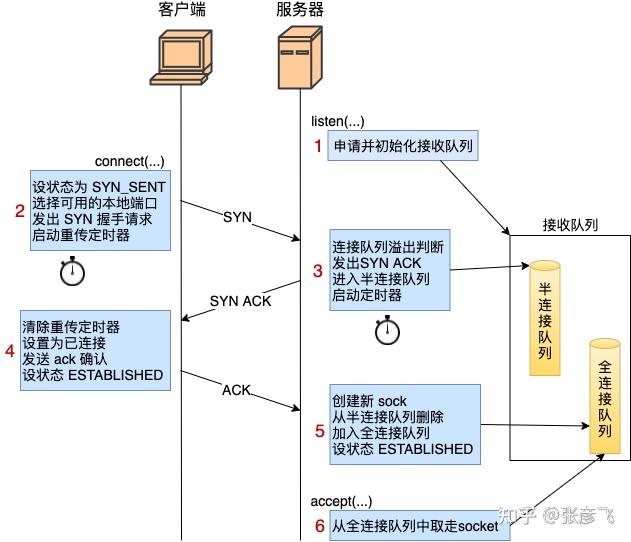 客户端
服务器
listen(...)
1
申请并初始化接收队列
connect(...)
2
设状态为 SYN_SENT
选择可用的本地端口
发出 SYN 握手请求
启动重传定时器
SYN
接收队列
3
连接队列溢出判断
发出SYN ACK
进入半连接队列
启动定时器
半连接队列
SYN ACK
4
清除重传定时器
设置为已连接
发送 ack 确认
设状态 ESTABLISHED
全连接队列
ACK
5
创建新 sock
从半连接队列删除
加入全连接队列
设状态 ESTABLISHED
accept(...)
6
从全连接队列中取走socket
知乎 @张彦飞